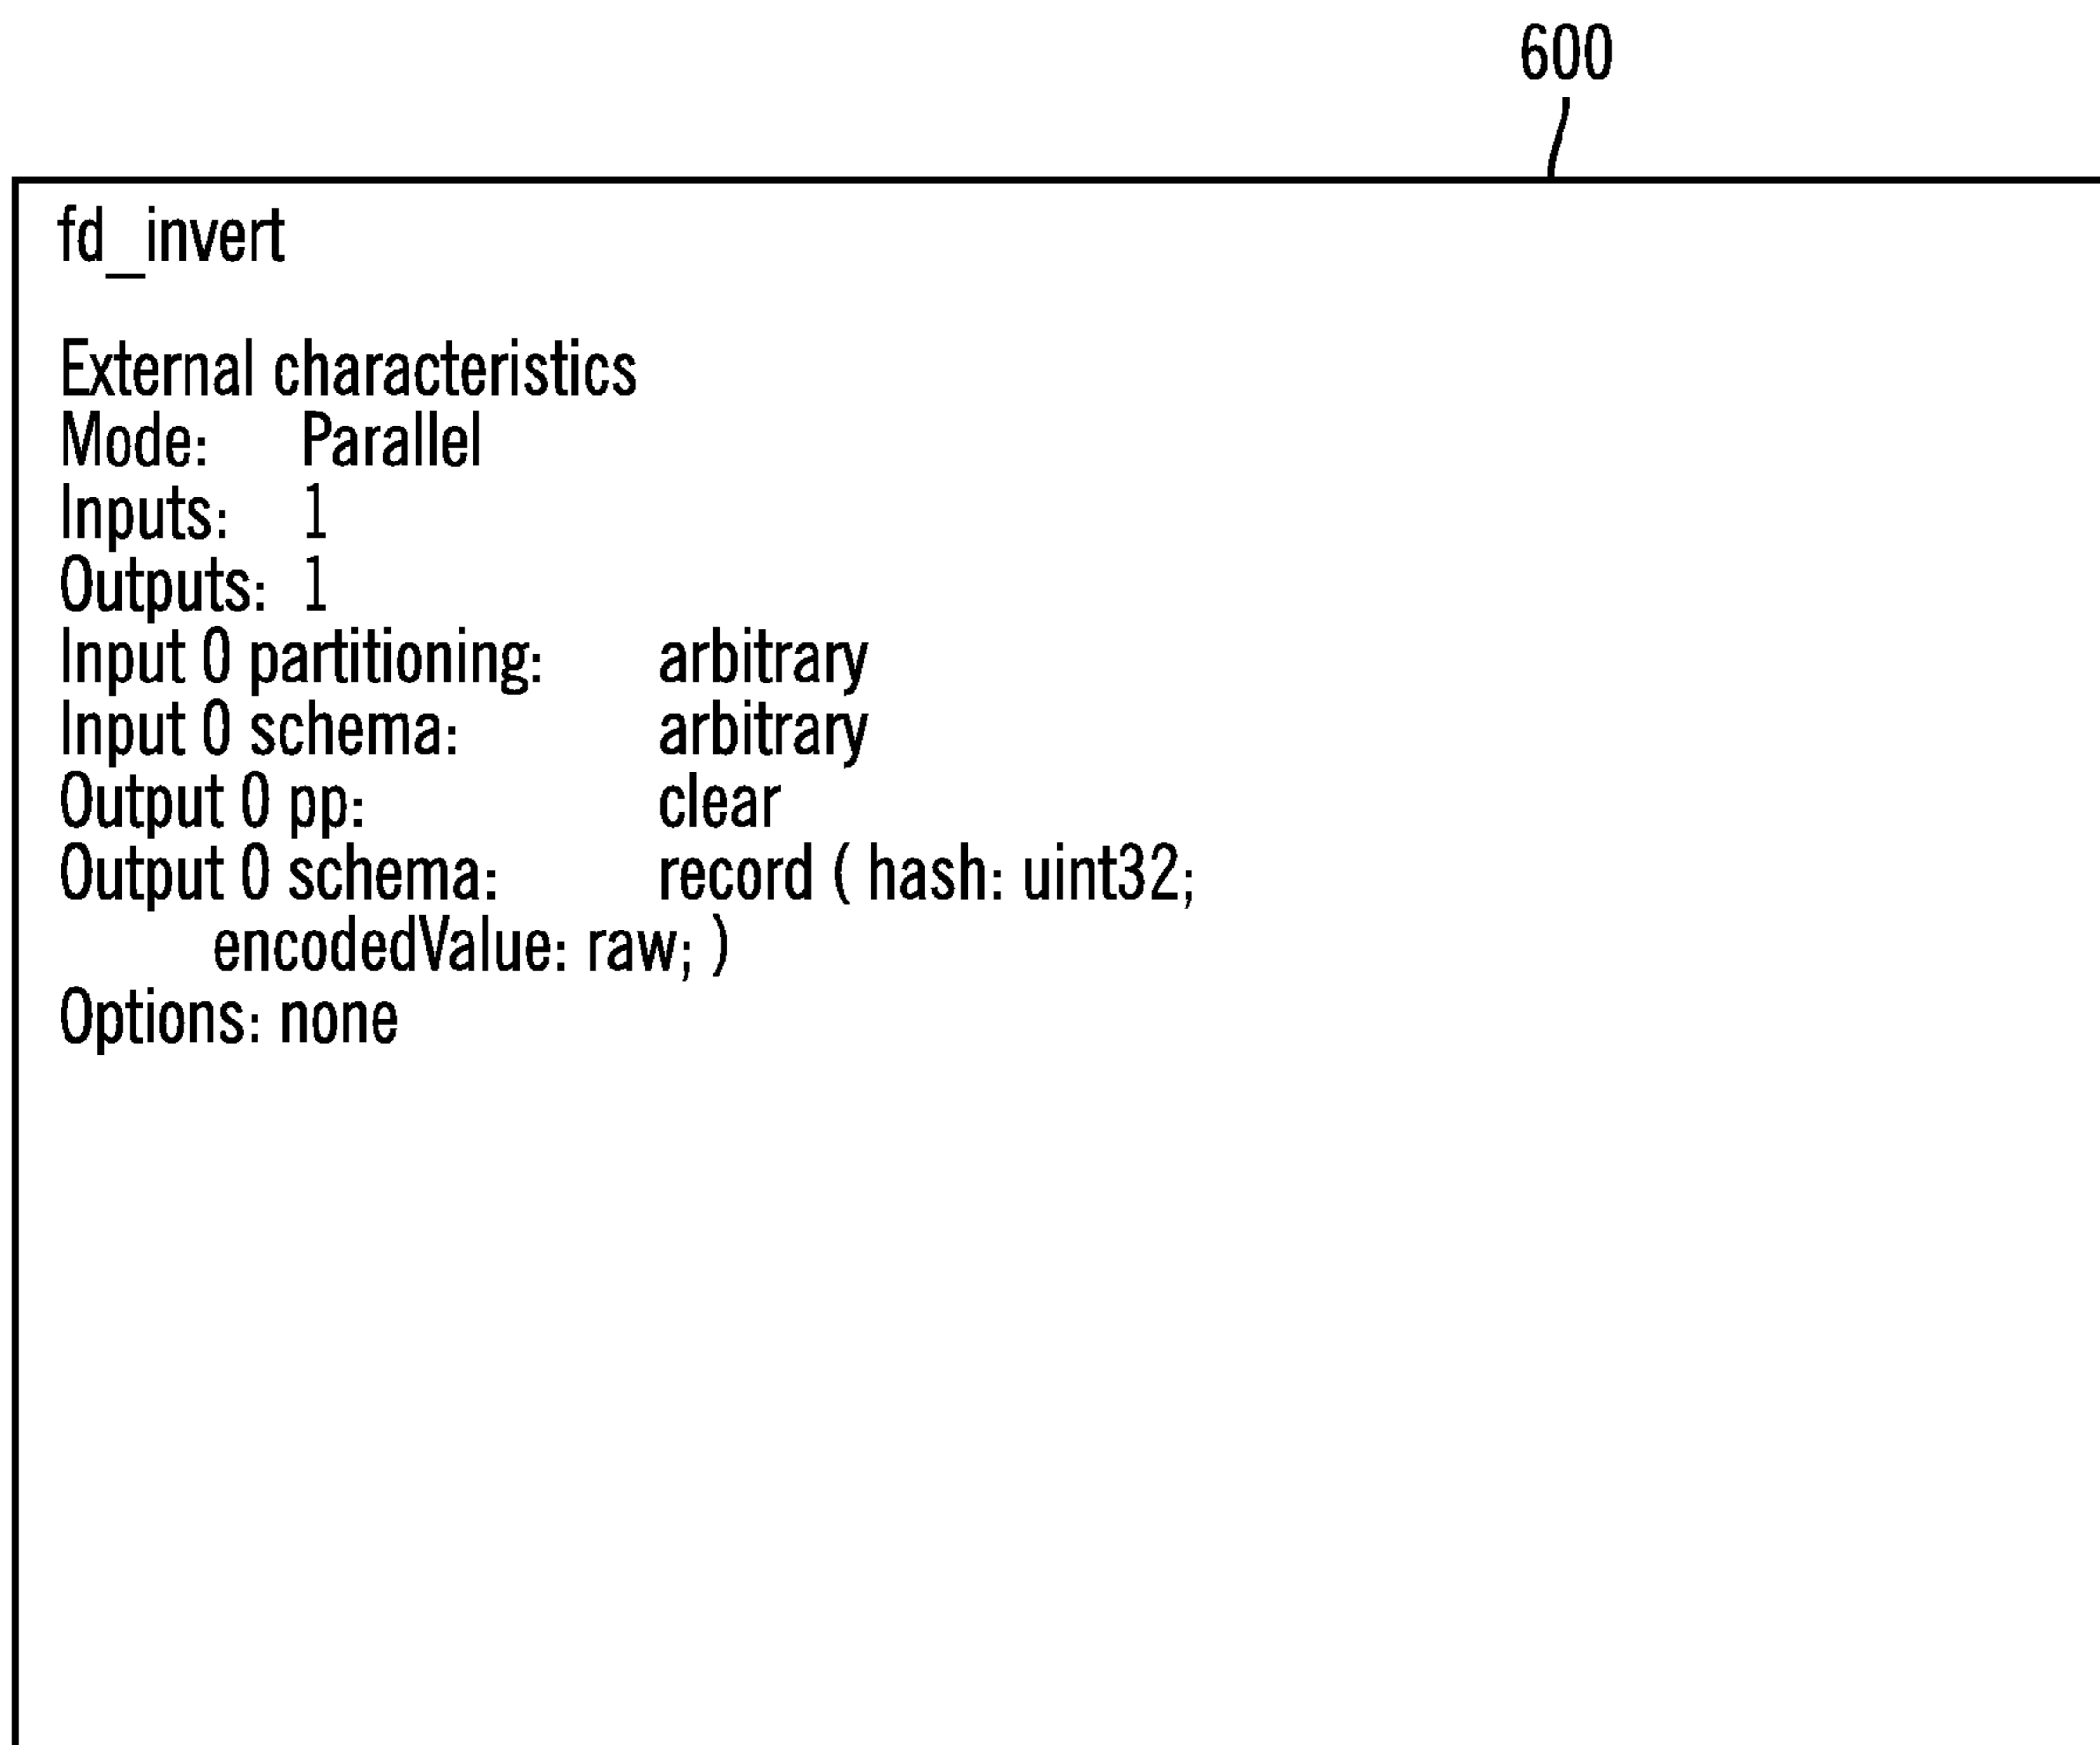 600
fd_invert
External characteristics
Mode: Parallel
Inputs: 1
Outputs: 1
Input 0 partitioning: arbitrary
Input 0 schema: arbitrary
Output 0 pp: clear
Output 0 schema: record ( hash: uint32;
encodedValue: raw; )
Options: none